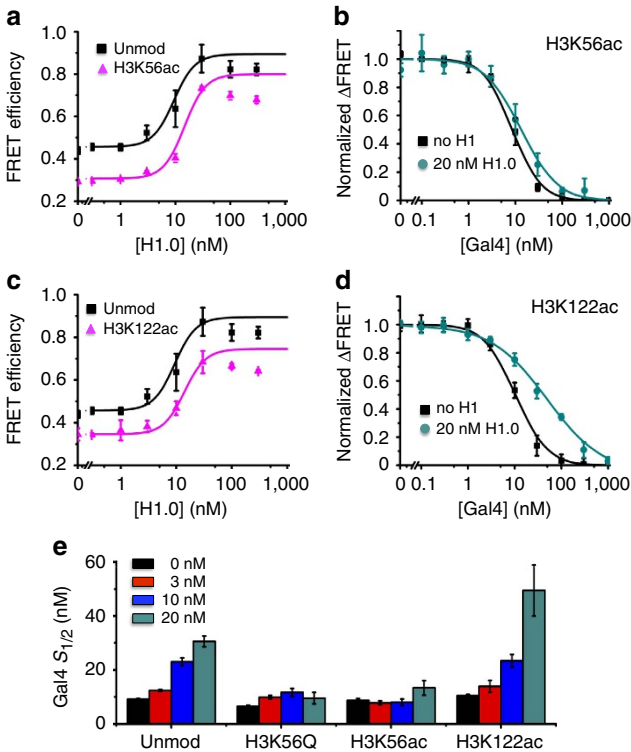 a
FRET efficiency
1.0
0.8
0.6
0.4
0.2
Unmod
H3K56ac
0 1 10 100 1,000
[H1.0] (nM)
b
H3K56ac
Normalized ΔFRET
1.0
0.8
0.6
0.4
0.2
0
no H1
20 nM H1.0
0 0.1 1 10 100 1,000
[Gal4] (nM)
c
FRET efficiency
1.0
0.8
0.6
0.4
0.2
Unmod
H3K122ac
0 1 10 100 1,000
[H1.0] (nM)
d
H3K122ac
Normalized ΔFRET
1.0
0.8
0.6
0.4
0.2
0
no H1
20 nM H1.0
0 0.1 1 10 100 1,000
[Gal4] (nM)
e
Gal4 S1/2 (nM)
60
40
20
0
0 nM
3 nM
10 nM
20 nM
Unmod H3K56Q H3K56ac H3K122ac